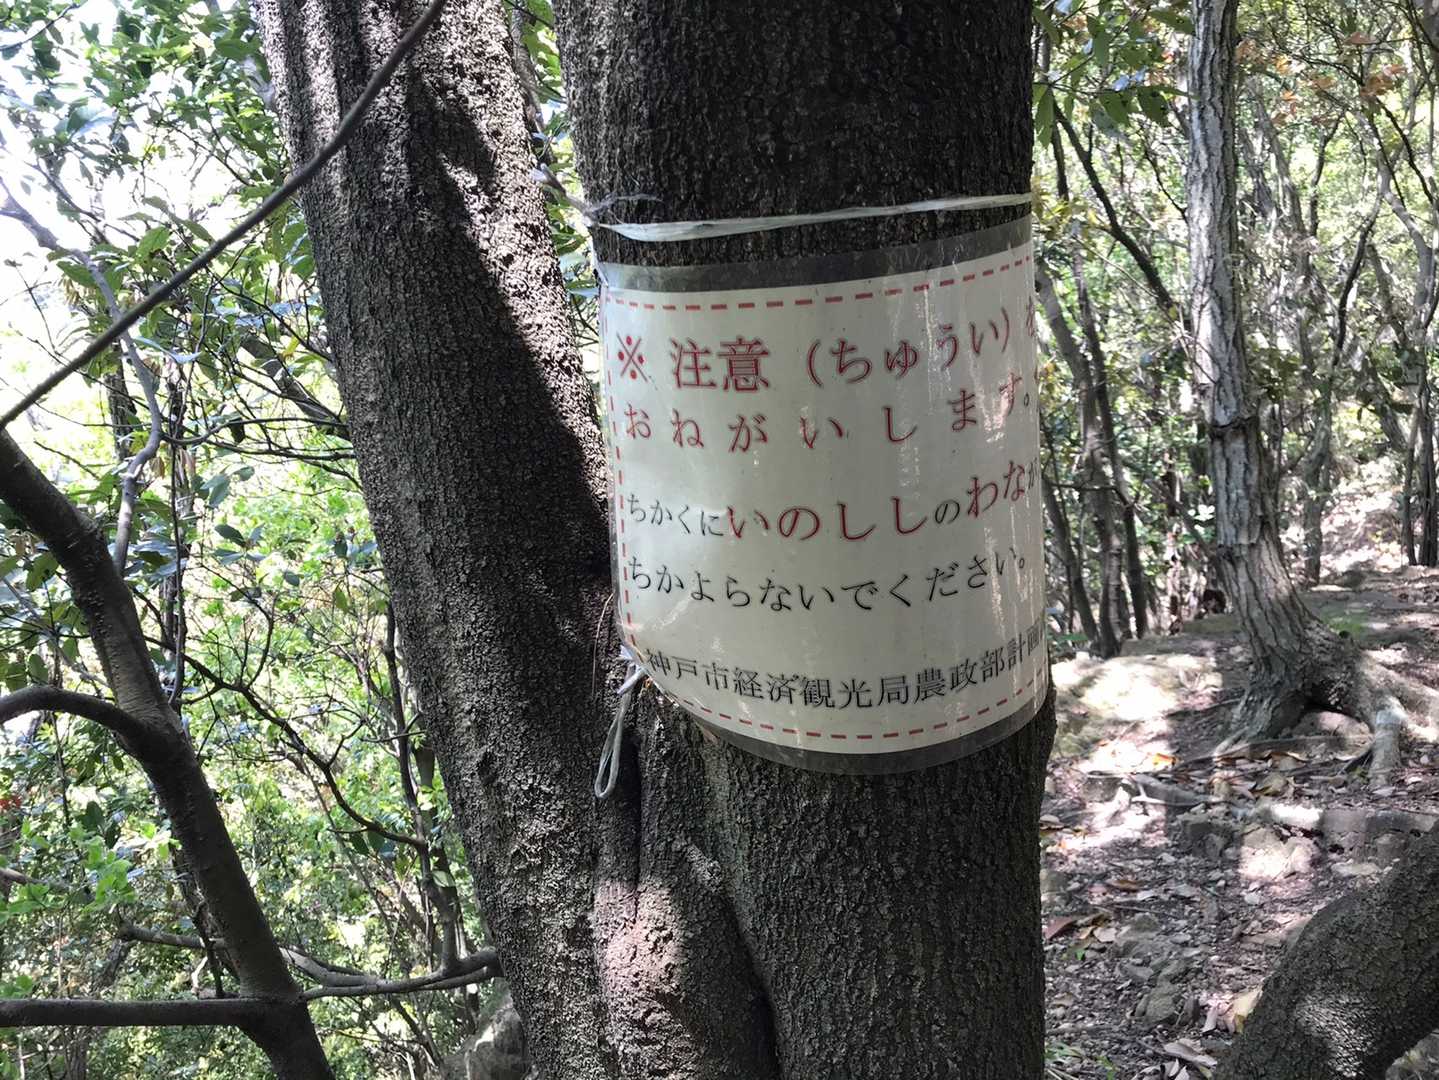 ※ 注意（ちゅうい）を
おねがいします。
ちかくにいのししのわなが
ちかよらないでください。
神戸市経済観光局農政部計画